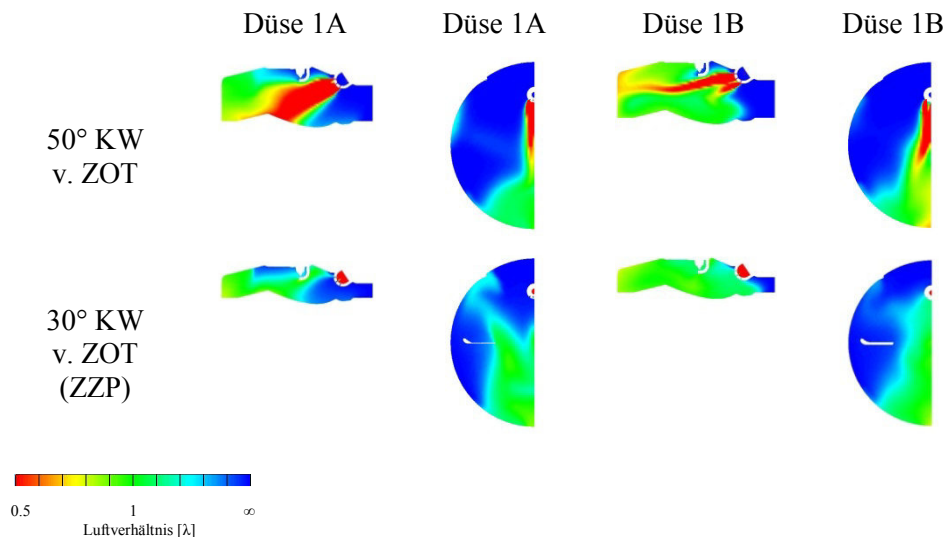 Düse 1A Düse 1A Düse 1B Düse 1B
50° KW
v. ZOT
30° KW
v. ZOT
(ZZP)
0.5 1 ∞
Luftverhältnis [λ]